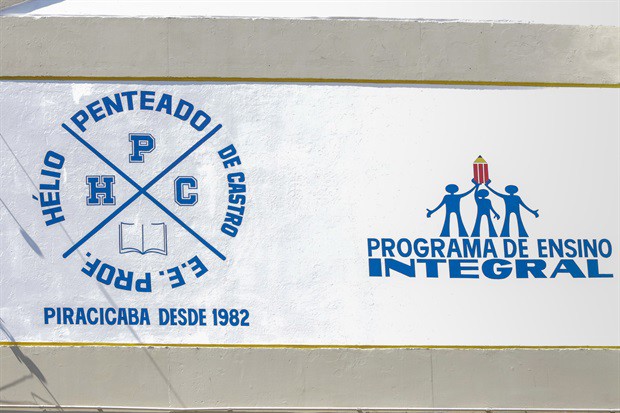 E.E. PROF.
HÉLIO
PENTEADO
DE CASTRO
P
H C
PIRACICABA DESDE 1982
PROGRAMA DE ENSINO
INTEGRAL